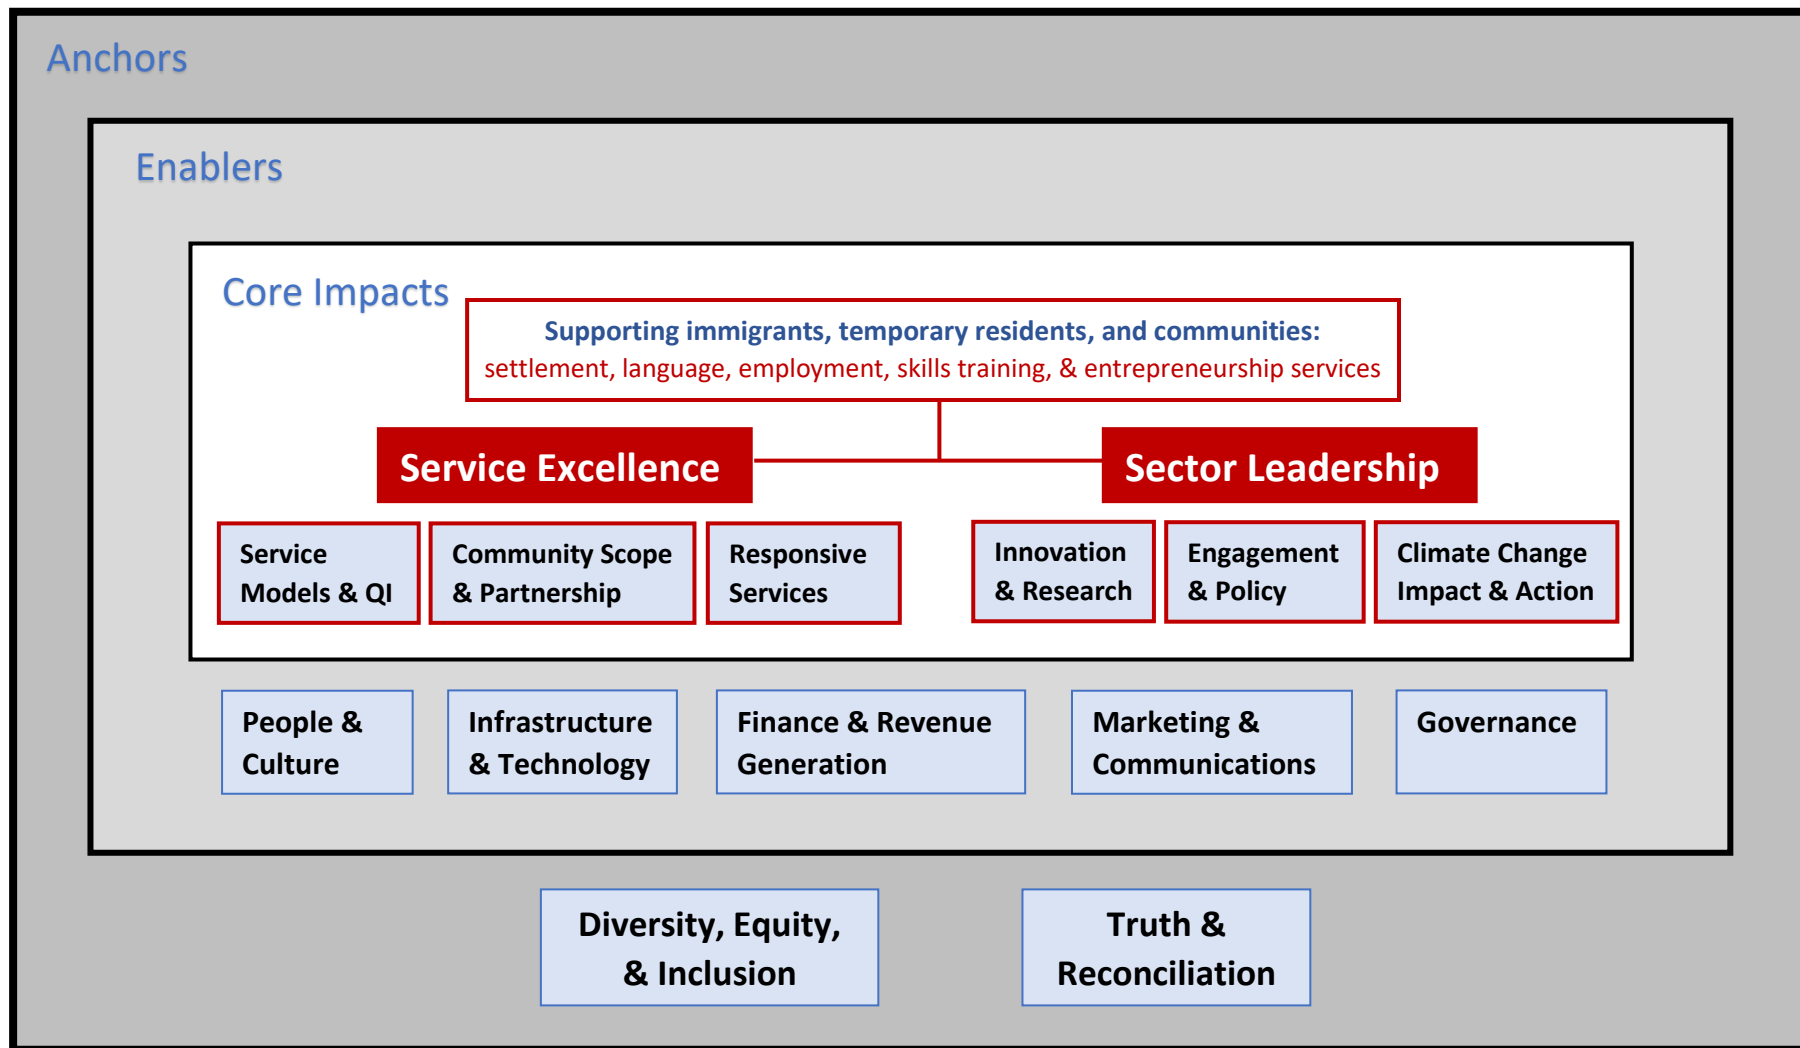 Anchors
Enablers
Core Impacts
Supporting immigrants, temporary residents, and communities:
settlement, language, employment, skills training, & entrepreneurship services
Service Excellence
Sector Leadership
Service
Models & QI
Community Scope
& Partnership
Responsive
Services
Innovation
& Research
Engagement
& Policy
Climate Change
Impact & Action
People &
Culture
Infrastructure
& Technology
Finance & Revenue
Generation
Marketing &
Communications
Governance
Diversity, Equity,
& Inclusion
Truth &
Reconciliation